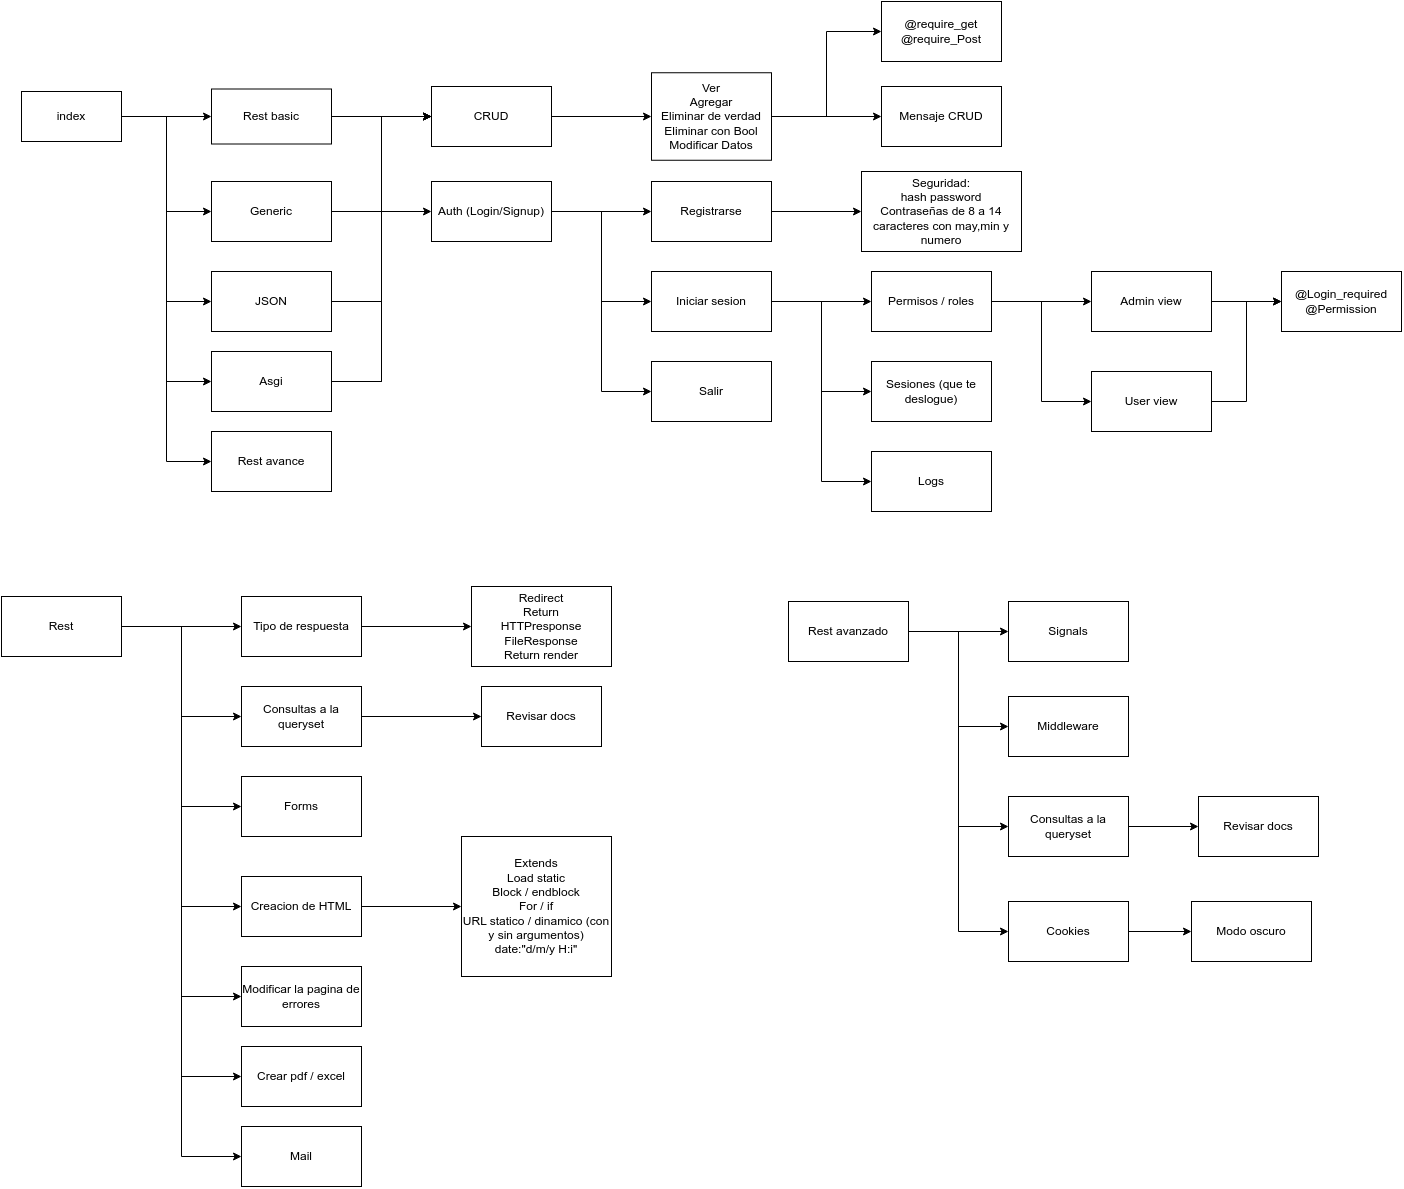 @require_get
@require_Post
index
Rest basic
CRUD
Ver
Agregar
Eliminar de verdad
Eliminar con Bool
Modificar Datos
Mensaje CRUD
Generic
Auth (Login/Signup)
Registrarse
Seguridad:
hash password
Contraseñas de 8 a 14
caracteres con may,min y
numero
JSON
Iniciar sesion
Permisos / roles
Admin view
@Login_required
@Permission
Asgi
Salir
Sesiones (que te
deslogue)
User view
Rest avance
Logs
Rest
Tipo de respuesta
Redirect
Return
HTTPresponse
FileResponse
Return render
Consultas a la
queryset
Revisar docs
Forms
Creacion de HTML
Extends
Load static
Block / endblock
For / if
URL statico / dinamico (con
y sin argumentos)
date:"d/m/y H:i"
Modificar la pagina de
errores
Crear pdf / excel
Mail
Rest avanzado
Signals
Middleware
Consultas a la
queryset
Revisar docs
Cookies
Modo oscuro